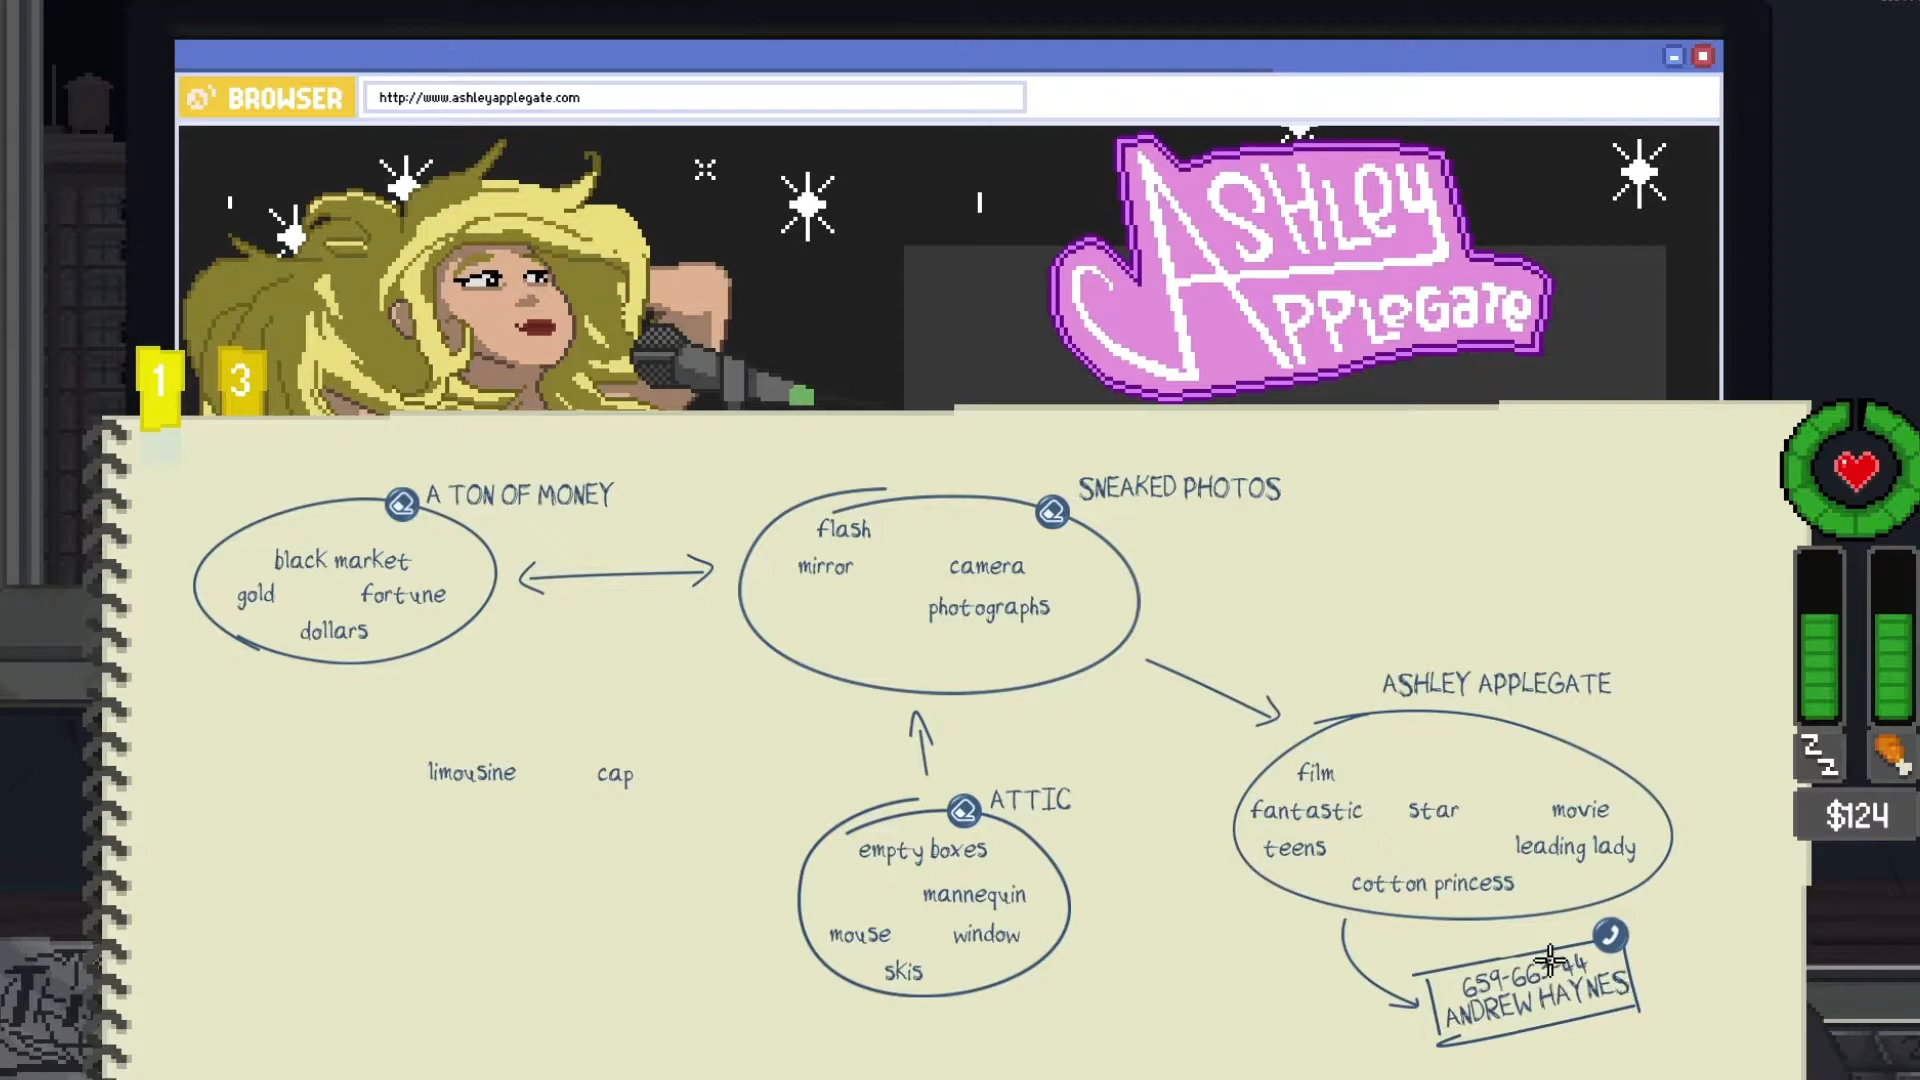 BROWSER
http://www.ashleyapplegate.com
ASHLEY
APPLEGATE
1
3
A TON OF MONEY
black market
gold
fortune
dollars
SNEAKED PHOTOS
flash
mirror
camera
photographs
limousine
cap
ATTIC
empty boxes
mannequin
mouse
window
skis
ASHLEY APPLEGATE
film
fantastic
star
movie
teens
leading lady
cotton princess
ANDREW HAYNES
Z
Z
$124